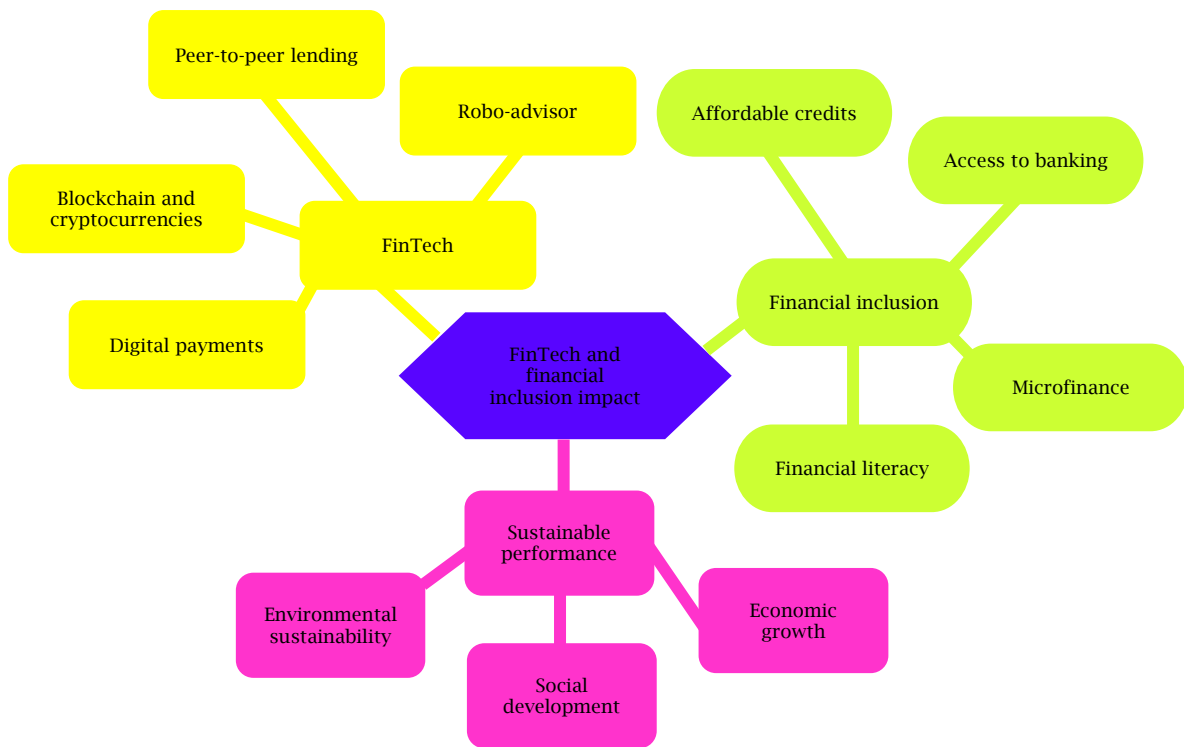 Peer-to-peer lending
Robo-advisor
Blockchain and
cryptocurrencies
FinTech
Digital payments
Affordable credits
Access to banking
Financial inclusion
Microfinance
Financial literacy
FinTech and
financial
inclusion impact
Sustainable
performance
Environmental
sustainability
Social
development
Economic
growth